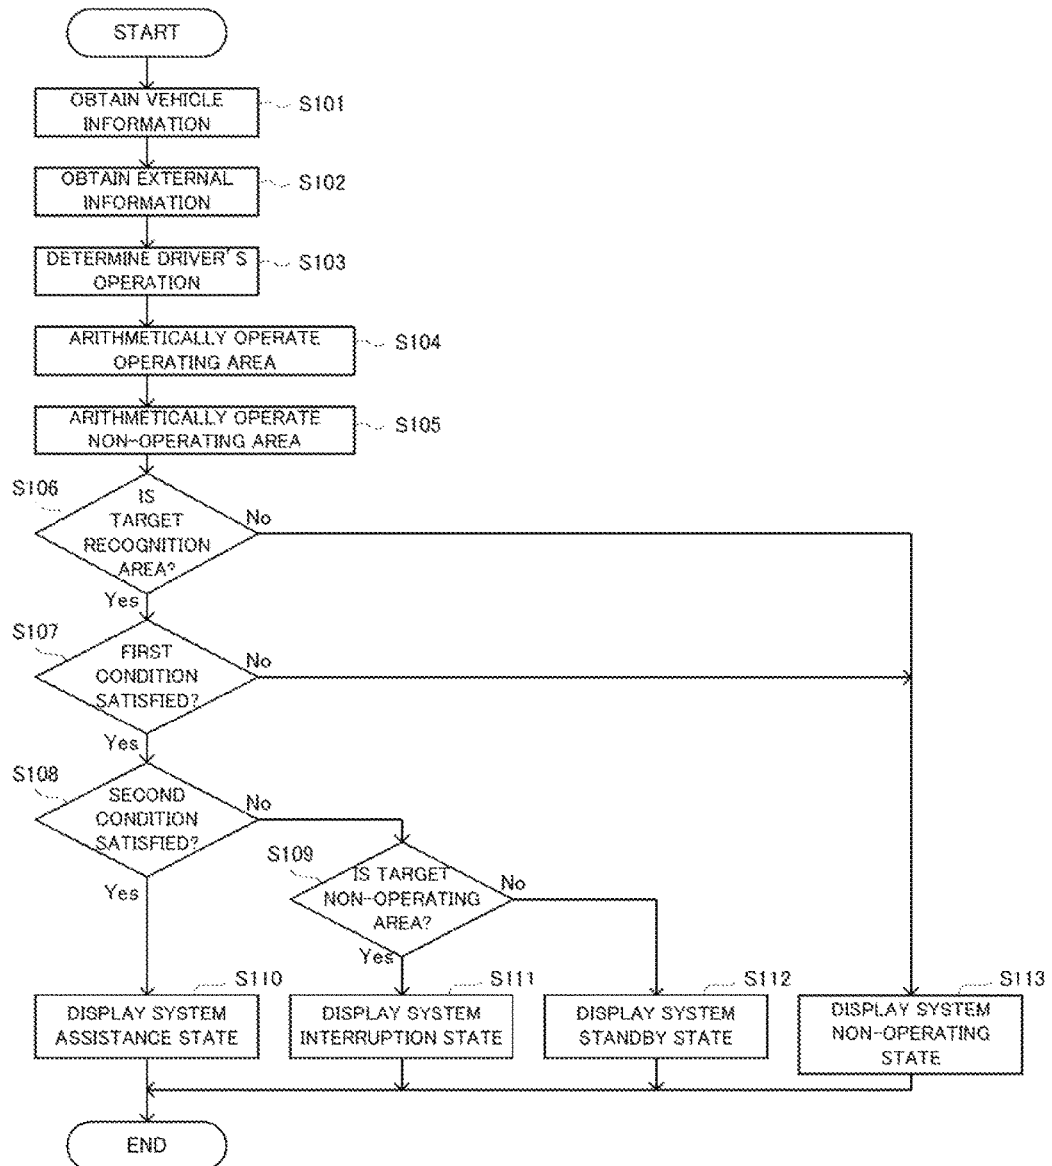 START
OBTAIN VEHICLE
INFORMATION
S101
OBTAIN EXTERNAL
INFORMATION
S102
DETERMINE DRIVER'S
OPERATION
S103
ARITHMETICALLY OPERATE
OPERATING AREA
S104
ARITHMETICALLY OPERATE
NON-OPERATING AREA
S105
S106
IS
TARGET
RECOGNITION
AREA?
No
Yes
S107
FIRST
CONDITION
SATISFIED?
No
Yes
S108
SECOND
CONDITION
SATISFIED?
No
Yes
S109
IS TARGET
NON-OPERATING
AREA?
No
Yes
S110
DISPLAY SYSTEM
ASSISTANCE STATE
S111
DISPLAY SYSTEM
INTERRUPTION STATE
S112
DISPLAY SYSTEM
STANDBY STATE
S113
DISPLAY SYSTEM
NON-OPERATING
STATE
END